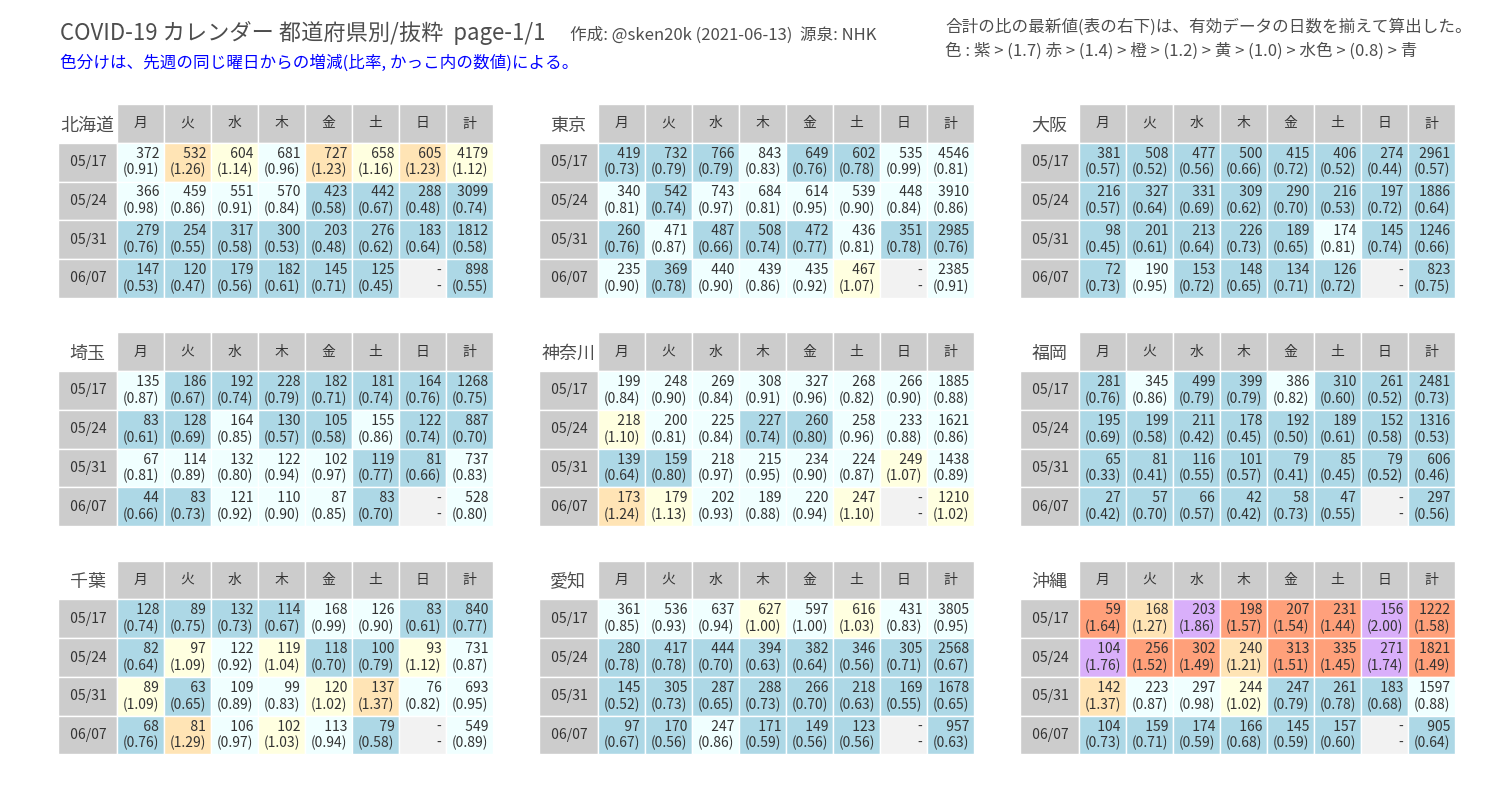 COVID-19 カレンダー 都道府県別/抜粋 page-1/1 作成: @sken20k (2021-06-13) 源泉: NHK
色分けは、先週の同じ曜日からの増減(比率, かっこ内の数値)による。
合計の比の最新値(表の右下)は、有効データの日数を揃えて算出した。
色 : 紫 > (1.7) 赤 > (1.4) > 橙 > (1.2) > 黄 > (1.0) > 水色 > (0.8) > 青
北海道 月 火 水 木 金 土 日 計
05/17 372 532 604 681 727 658 605 4179
(0.91) (1.26) (1.14) (0.96) (1.23) (1.16) (1.23) (1.12)
05/24 366 459 551 570 423 442 288 3099
(0.98) (0.86) (0.91) (0.84) (0.58) (0.67) (0.48) (0.74)
05/31 279 254 317 300 203 276 183 1812
(0.76) (0.55) (0.58) (0.53) (0.48) (0.62) (0.64) (0.58)
06/07 147 120 179 182 145 125 - 898
(0.53) (0.47) (0.56) (0.61) (0.71) (0.45) - (0.55)
東京 月 火 水 木 金 土 日 計
05/17 419 732 766 843 649 602 535 4546
(0.73) (0.79) (0.79) (0.83) (0.76) (0.78) (0.99) (0.81)
05/24 340 542 743 684 614 539 448 3910
(0.81) (0.74) (0.97) (0.81) (0.95) (0.90) (0.84) (0.86)
05/31 260 471 487 508 472 436 351 2985
(0.76) (0.87) (0.66) (0.74) (0.77) (0.81) (0.78) (0.76)
06/07 235 369 440 439 435 467 - 2385
(0.90) (0.78) (0.90) (0.86) (0.92) (1.07) - (0.91)
大阪 月 火 水 木 金 土 日 計
05/17 381 508 477 500 415 406 274 2961
(0.57) (0.52) (0.56) (0.66) (0.72) (0.52) (0.44) (0.57)
05/24 216 327 331 309 290 216 197 1886
(0.57) (0.64) (0.69) (0.62) (0.70) (0.53) (0.72) (0.64)
05/31 98 201 213 226 189 174 145 1246
(0.45) (0.61) (0.64) (0.73) (0.65) (0.81) (0.74) (0.66)
06/07 72 190 153 148 134 126 - 823
(0.73) (0.95) (0.72) (0.65) (0.71) (0.72) - (0.75)
埼玉 月 火 水 木 金 土 日 計
05/17 135 186 192 228 182 181 164 1268
(0.87) (0.67) (0.74) (0.79) (0.71) (0.74) (0.76) (0.75)
05/24 83 128 164 130 105 155 122 887
(0.61) (0.69) (0.85) (0.57) (0.58) (0.86) (0.74) (0.70)
05/31 67 114 132 122 102 119 81 737
(0.81) (0.89) (0.80) (0.94) (0.97) (0.77) (0.66) (0.83)
06/07 44 83 121 110 87 83 - 528
(0.66) (0.73) (0.92) (0.90) (0.85) (0.70) - (0.80)
神奈川 月 火 水 木 金 土 日 計
05/17 199 248 269 308 327 268 266 1885
(0.84) (0.90) (0.84) (0.91) (0.96) (0.82) (0.90) (0.88)
05/24 218 200 225 227 260 258 233 1621
(1.10) (0.81) (0.84) (0.74) (0.80) (0.96) (0.88) (0.86)
05/31 139 159 218 215 234 224 249 1438
(0.64) (0.80) (0.97) (0.95) (0.90) (0.87) (1.07) (0.89)
06/07 173 179 202 189 220 247 - 1210
(1.24) (1.13) (0.93) (0.88) (0.94) (1.10) - (1.02)
福岡 月 火 水 木 金 土 日 計
05/17 281 345 499 399 386 310 261 2481
(0.76) (0.86) (0.79) (0.79) (0.82) (0.60) (0.52) (0.73)
05/24 195 199 211 178 192 189 152 1316
(0.69) (0.58) (0.42) (0.45) (0.50) (0.61) (0.58) (0.53)
05/31 65 81 116 101 79 85 79 606
(0.33) (0.41) (0.55) (0.57) (0.41) (0.45) (0.52) (0.46)
06/07 27 57 66 42 58 47 - 297
(0.42) (0.70) (0.57) (0.42) (0.73) (0.55) - (0.56)
千葉 月 火 水 木 金 土 日 計
05/17 128 89 132 114 168 126 83 840
(0.74) (0.75) (0.73) (0.67) (0.99) (0.90) (0.61) (0.77)
05/24 82 97 122 119 118 100 93 731
(0.64) (1.09) (0.92) (1.04) (0.70) (0.79) (1.12) (0.87)
05/31 89 63 109 99 120 137 76 693
(1.09) (0.65) (0.89) (0.83) (1.02) (1.37) (0.82) (0.95)
06/07 68 81 106 102 113 79 - 549
(0.76) (1.29) (0.97) (1.03) (0.94) (0.58) - (0.89)
愛知 月 火 水 木 金 土 日 計
05/17 361 536 637 627 597 616 431 3805
(0.85) (0.93) (0.94) (1.00) (1.00) (1.03) (0.83) (0.95)
05/24 280 417 444 394 382 346 305 2568
(0.78) (0.78) (0.70) (0.63) (0.64) (0.56) (0.71) (0.67)
05/31 145 305 287 288 266 218 169 1678
(0.52) (0.73) (0.65) (0.73) (0.70) (0.63) (0.55) (0.65)
06/07 97 170 247 171 149 123 - 957
(0.67) (0.56) (0.86) (0.59) (0.56) (0.56) - (0.63)
沖縄 月 火 水 木 金 土 日 計
05/17 59 168 203 198 207 231 156 1222
(1.64) (1.27) (1.86) (1.57) (1.54) (1.44) (2.00) (1.58)
05/24 104 256 302 240 313 335 271 1821
(1.76) (1.52) (1.49) (1.21) (1.51) (1.45) (1.74) (1.49)
05/31 142 223 297 244 247 261 183 1597
(1.37) (0.87) (0.98) (1.02) (0.79) (0.78) (0.68) (0.88)
06/07 104 159 174 166 145 157 - 905
(0.73) (0.71) (0.59) (0.68) (0.59) (0.60) - (0.64)